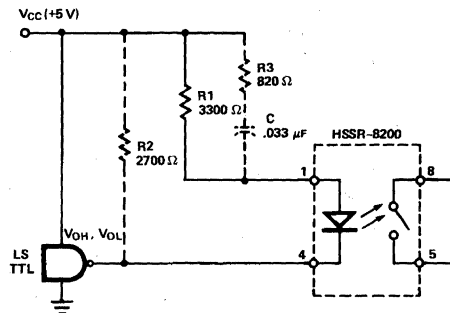 VCC (+5 V)
R3
820 Ω
R1
3300 Ω
C
.033 μF
R2
2700 Ω
HSSR-8200
1
8
VOH, VOL
LS
TTL
4
5